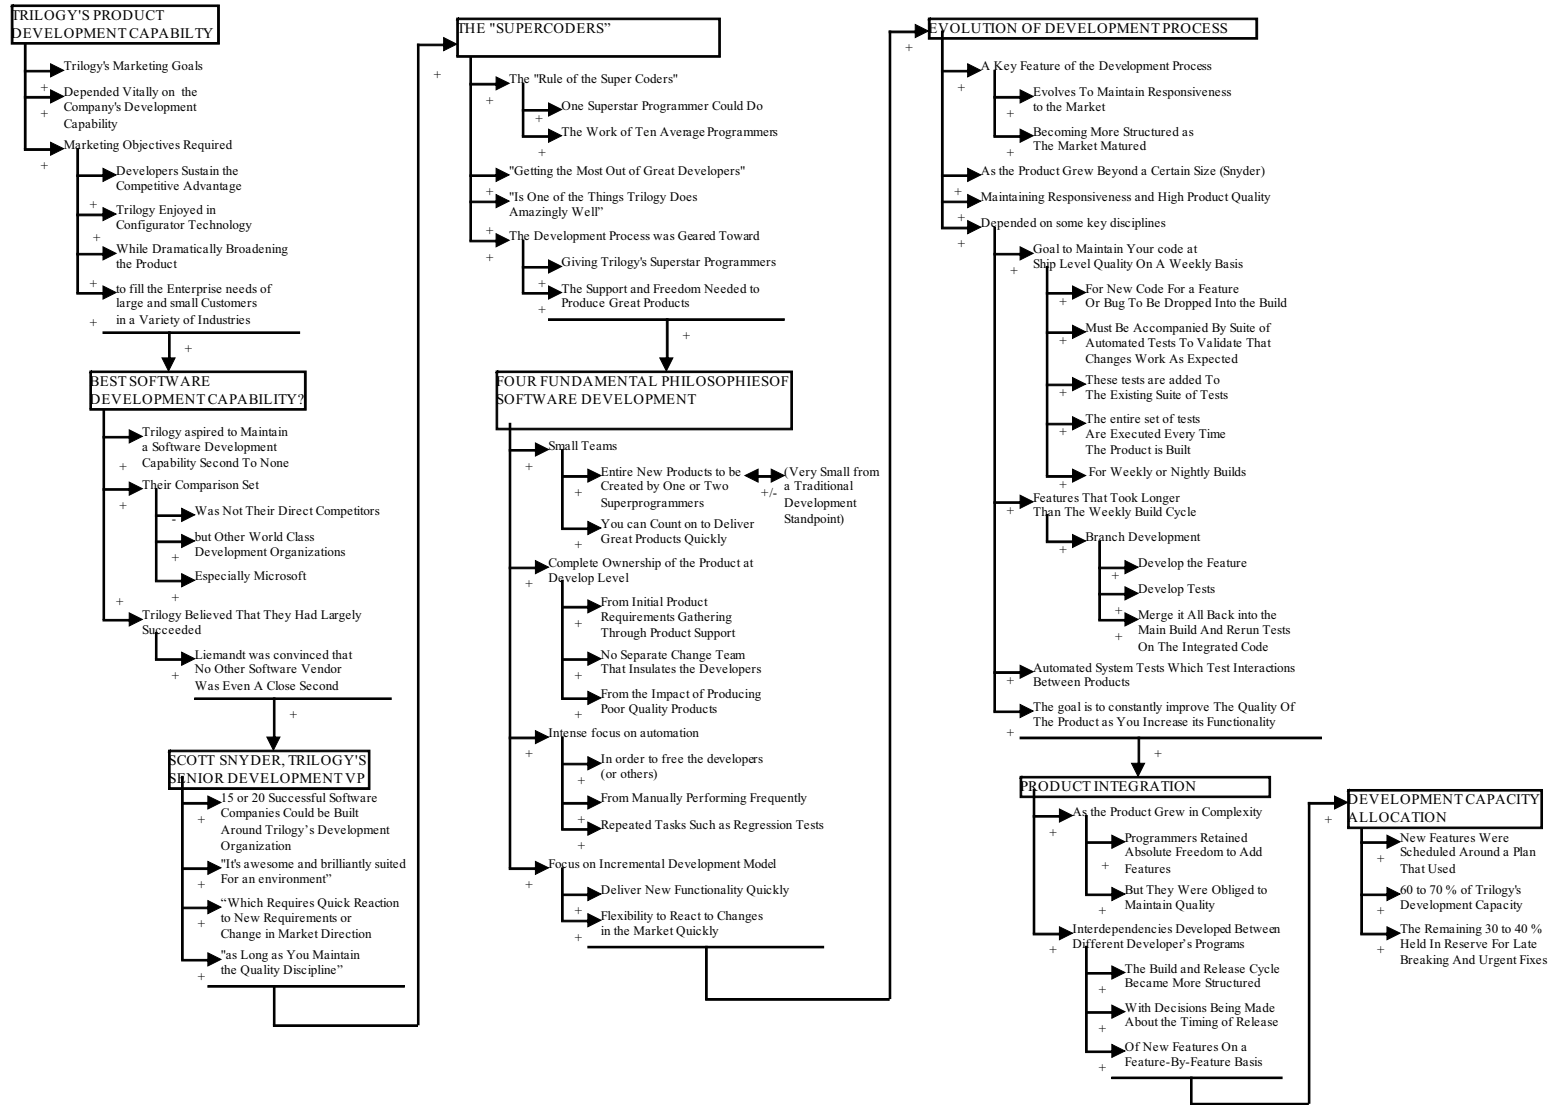 TRILOGY'S PRODUCT
DEVELOPMENT CAPABILTY
Trilogy's Marketing Goals
+
Depended Vitally on the
Company's Development
Capability
+
Marketing Objectives Required
+
Developers Sustain the
Competitive Advantage
+
Trilogy Enjoyed in
Configurator Technology
+
While Dramatically Broadening
the Product
+
to fill the Enterprise needs of
large and small Customers
in a Variety of Industries
+
+
BEST SOFTWARE
DEVELOPMENT CAPABILITY?
Trilogy aspired to Maintain
a Software Development
Capability Second To None
+
Their Comparison Set
+
Was Not Their Direct Competitors
-
but Other World Class
Development Organizations
+
Especially Microsoft
+
+
Trilogy Believed That They Had Largely
Succeeded
Liemandt was convinced that
No Other Software Vendor
Was Even A Close Second
+
+
SCOTT SNYDER, TRILOGY'S
SENIOR DEVELOPMENT VP
15 or 20 Successful Software
Companies Could be Built
Around Trilogy’s Development
Organization
+
"It's awesome and brilliantly suited
For an environment”
+
“Which Requires Quick Reaction
to New Requirements or
Change in Market Direction
+
"as Long as You Maintain
the Quality Discipline”
+
+
THE "SUPERCODERS”
The "Rule of the Super Coders"
+
One Superstar Programmer Could Do
+
The Work of Ten Average Programmers
+
"Getting the Most Out of Great Developers"
+
"Is One of the Things Trilogy Does
Amazingly Well”
+
The Development Process was Geared Toward
+
Giving Trilogy's Superstar Programmers
+
The Support and Freedom Needed to
Produce Great Products
+
+
FOUR FUNDAMENTAL PHILOSOPHIESOF
SOFTWARE DEVELOPMENT
Small Teams
+
Entire New Products to be
Created by One or Two
Superprogrammers
+
+/-
(Very Small from
a Traditional
Development
Standpoint)
You can Count on to Deliver
Great Products Quickly
+
Complete Ownership of the Product at
Develop Level
+
From Initial Product
Requirements Gathering
Through Product Support
+
No Separate Change Team
That Insulates the Developers
+
From the Impact of Producing
Poor Quality Products
+
Intense focus on automation
+
In order to free the developers
(or others)
+
From Manually Performing Frequently
+
Repeated Tasks Such as Regression Tests
+
Focus on Incremental Development Model
+
Deliver New Functionality Quickly
+
Flexibility to React to Changes
in the Market Quickly
+
+
EVOLUTION OF DEVELOPMENT PROCESS
A Key Feature of the Development Process
+
Evolves To Maintain Responsiveness
to the Market
+
Becoming More Structured as
The Market Matured
+
As the Product Grew Beyond a Certain Size (Snyder)
+
Maintaining Responsiveness and High Product Quality
+
Depended on some key disciplines
+
Goal to Maintain Your code at
Ship Level Quality On A Weekly Basis
+
For New Code For a Feature
Or Bug To Be Dropped Into the Build
+
Must Be Accompanied By Suite of
Automated Tests To Validate That
Changes Work As Expected
+
These tests are added To
The Existing Suite of Tests
+
The entire set of tests
Are Executed Every Time
The Product is Built
+
For Weekly or Nightly Builds
+
Features That Took Longer
Than The Weekly Build Cycle
+
Branch Development
+
Develop the Feature
+
Develop Tests
+
Merge it All Back into the
Main Build And Rerun Tests
On The Integrated Code
+
Automated System Tests Which Test Interactions
Between Products
+
The goal is to constantly improve The Quality Of
The Product as You Increase its Functionality
+
+
PRODUCT INTEGRATION
As the Product Grew in Complexity
+
Programmers Retained
Absolute Freedom to Add
Features
+
But They Were Obliged to
Maintain Quality
+
Interdependencies Developed Between
Different Developer’s Programs
+
The Build and Release Cycle
Became More Structured
+
With Decisions Being Made
About the Timing of Release
+
Of New Features On a
Feature-By-Feature Basis
+
+
DEVELOPMENT CAPACITY
ALLOCATION
New Features Were
Scheduled Around a Plan
That Used
+
60 to 70 % of Trilogy's
Development Capacity
+
The Remaining 30 to 40 %
Held In Reserve For Late
Breaking And Urgent Fixes
+